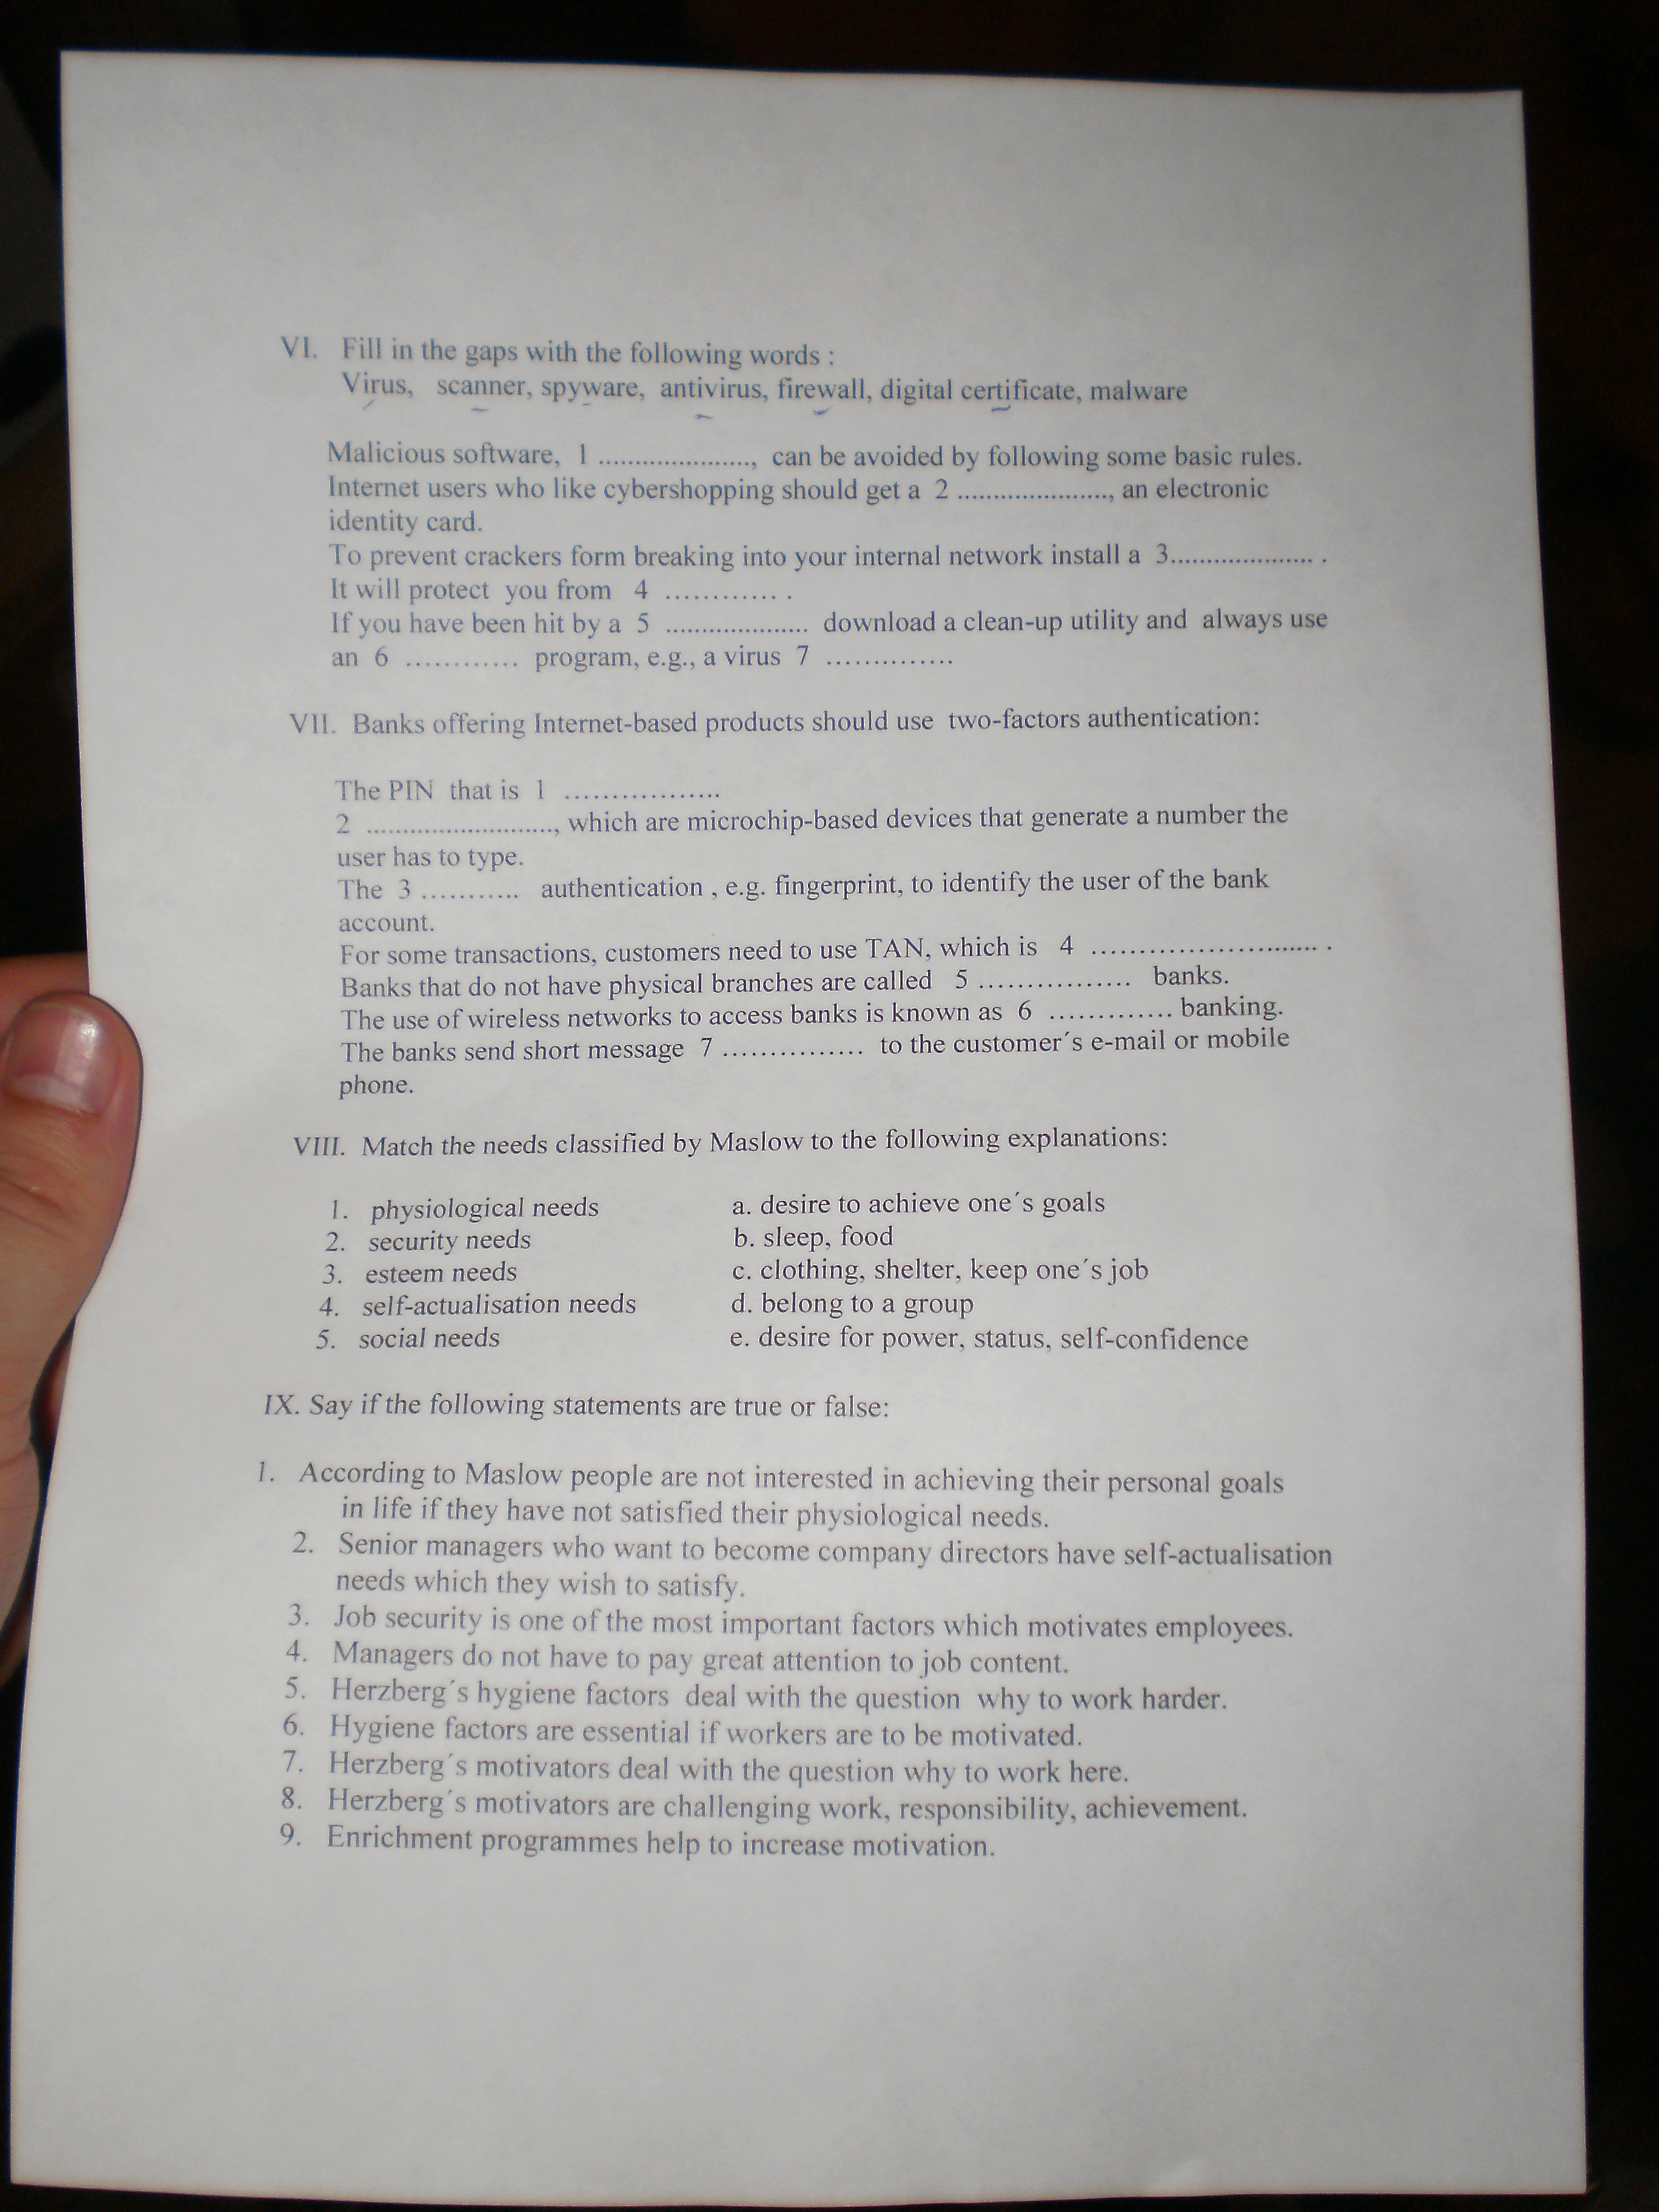 VI. Fill in the gaps with the following words :
Virus, scanner, spyware, antivirus, firewall, digital certificate, malware
Malicious software, 1 ....................., can be avoided by following some basic rules.
Internet users who like cybershopping should get a 2 ....................., an electronic
identity card.
To prevent crackers form breaking into your internal network install a 3.................... .
It will protect you from 4 ............. .
If you have been hit by a 5 .................... download a clean-up utility and always use
an 6 ............ program, e.g., a virus 7 ..............
VII. Banks offering Internet-based products should use two-factors authentication:
The PIN that is 1 .................
2 .........................., which are microchip-based devices that generate a number the
user has to type.
The 3 ........... authentication , e.g. fingerprint, to identify the user of the bank
account.
For some transactions, customers need to use TAN, which is 4 ......................... .
Banks that do not have physical branches are called 5 ................. banks.
The use of wireless networks to access banks is known as 6 ............. banking.
The banks send short message 7 ................ to the customer´s e-mail or mobile
phone.
VIII. Match the needs classified by Maslow to the following explanations:
1. physiological needs a. desire to achieve one´s goals
2. security needs b. sleep, food
3. esteem needs c. clothing, shelter, keep one´s job
4. self-actualisation needs d. belong to a group
5. social needs e. desire for power, status, self-confidence
IX. Say if the following statements are true or false:
1. According to Maslow people are not interested in achieving their personal goals
in life if they have not satisfied their physiological needs.
2. Senior managers who want to become company directors have self-actualisation
needs which they wish to satisfy.
3. Job security is one of the most important factors which motivates employees.
4. Managers do not have to pay great attention to job content.
5. Herzberg´s hygiene factors deal with the question why to work harder.
6. Hygiene factors are essential if workers are to be motivated.
7. Herzberg´s motivators deal with the question why to work here.
8. Herzberg´s motivators are challenging work, responsibility, achievement.
9. Enrichment programmes help to increase motivation.